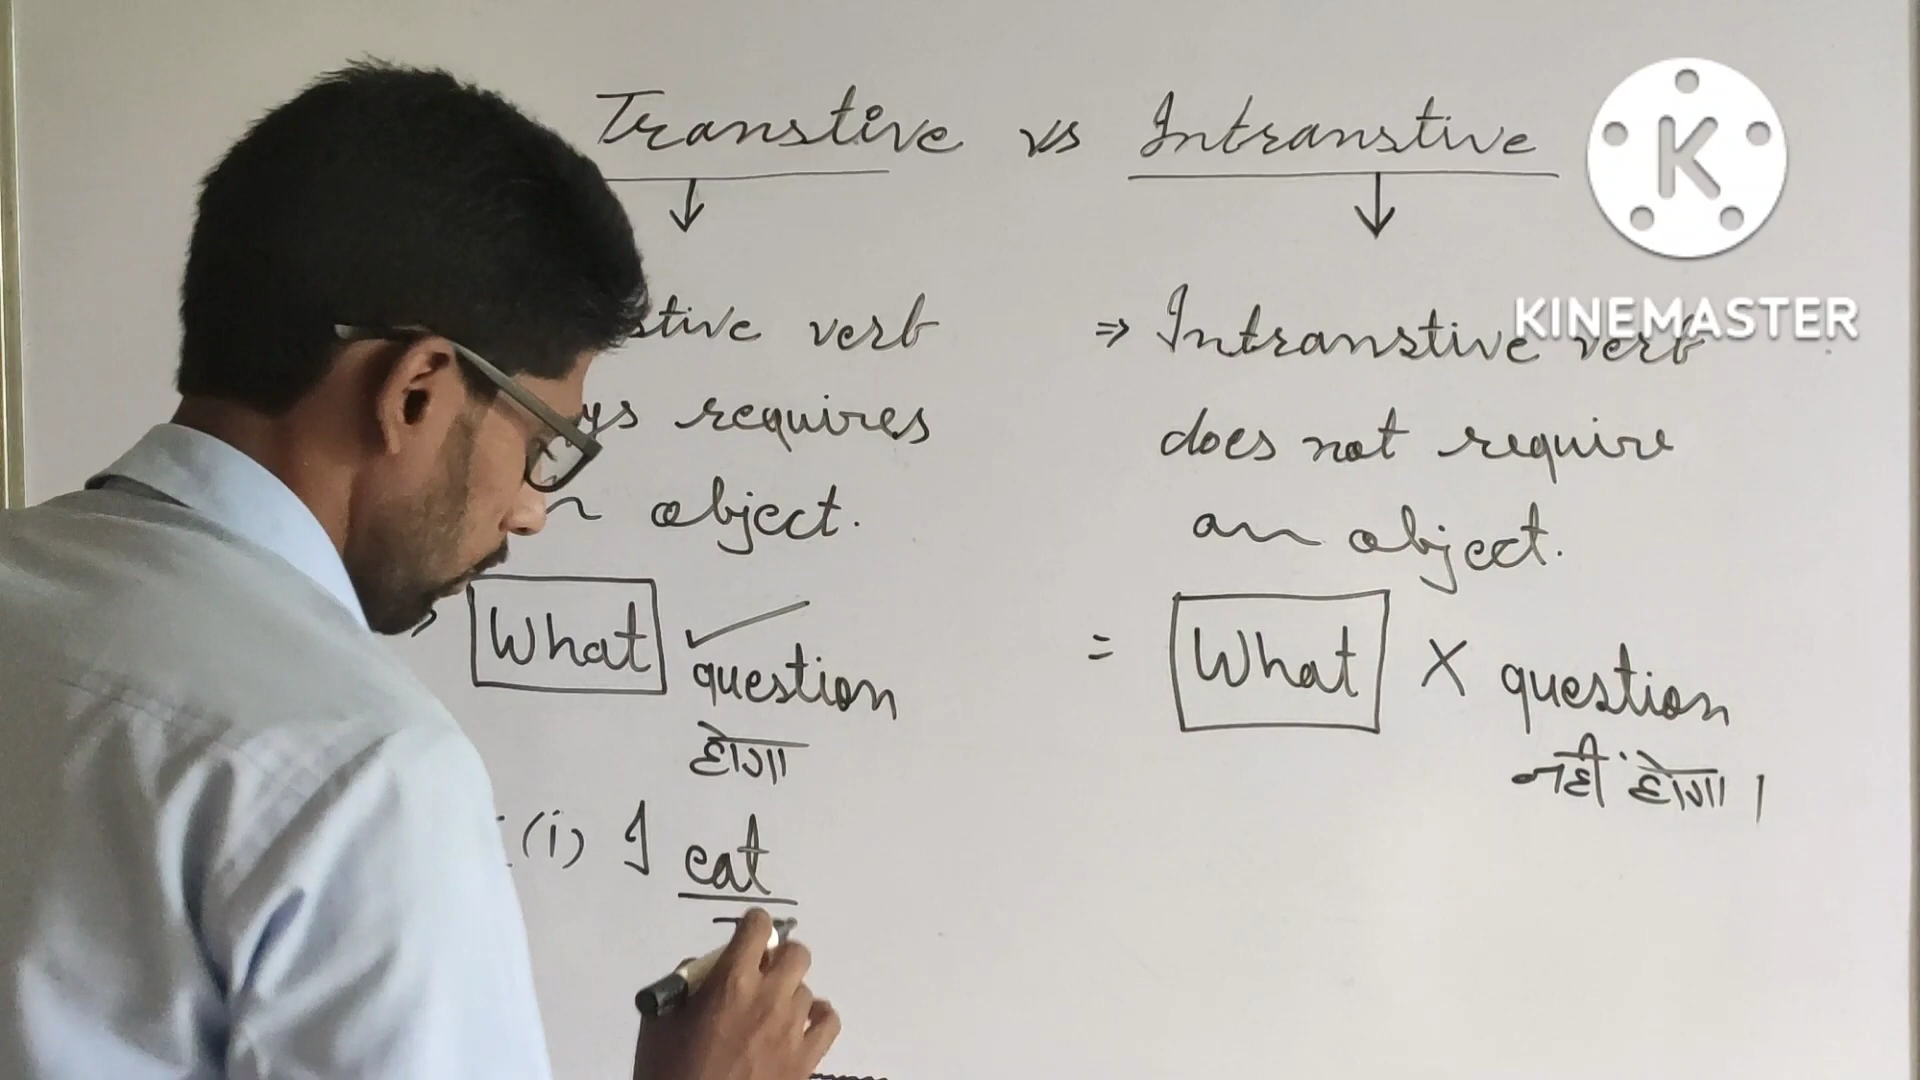 Transtive vs Intranstive
stive verb
ys requires
n object.
What ✓ question
होगा
(i) I eat
⇒ Intranstive verb
does not require
an object.
= What X question
नहीं होगा।
K
KINEMASTER